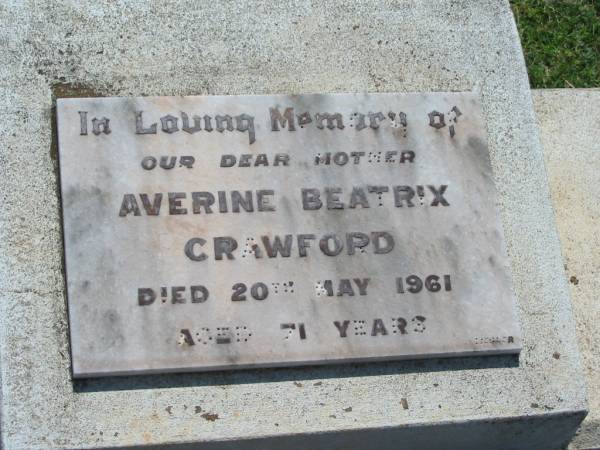 In Loving Memory of
OUR DEAR MOTHER
AVERINE BEATRIX
CRAWFORD
DIED 20TH MAY 1961
AGED 71 YEARS